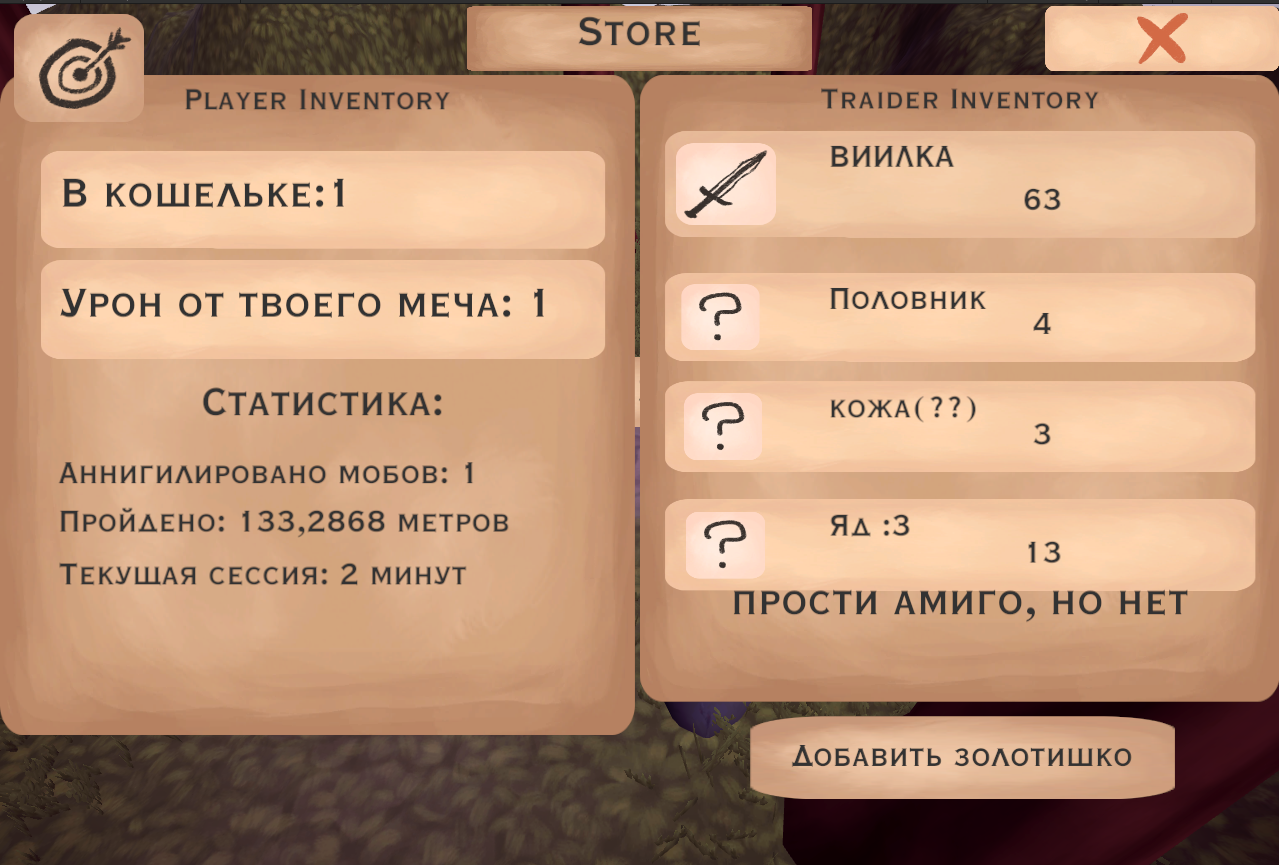 Store
Player Inventory
В кошельке:1
Урон от твоего меча: 1
Статистика:
Аннигилировано мобов: 1
Пройдено: 133,2868 метров
Текущая сессия: 2 минут
Traider Inventory
ВИИЛКА
63
Половник
4
кожа(??)
3
Яд :3
13
ПРОСТИ АМИГО, НО НЕТ
Добавить золотишко